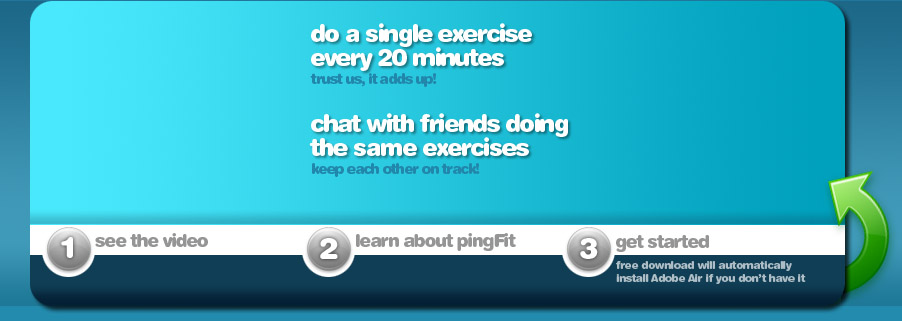 do a single exercise
every 20 minutes
trust us, it adds up!
chat with friends doing
the same exercises
keep each other on track!
1 see the video
2 learn about pingFit
3 get started
free download will automatically
install Adobe Air if you don't have it